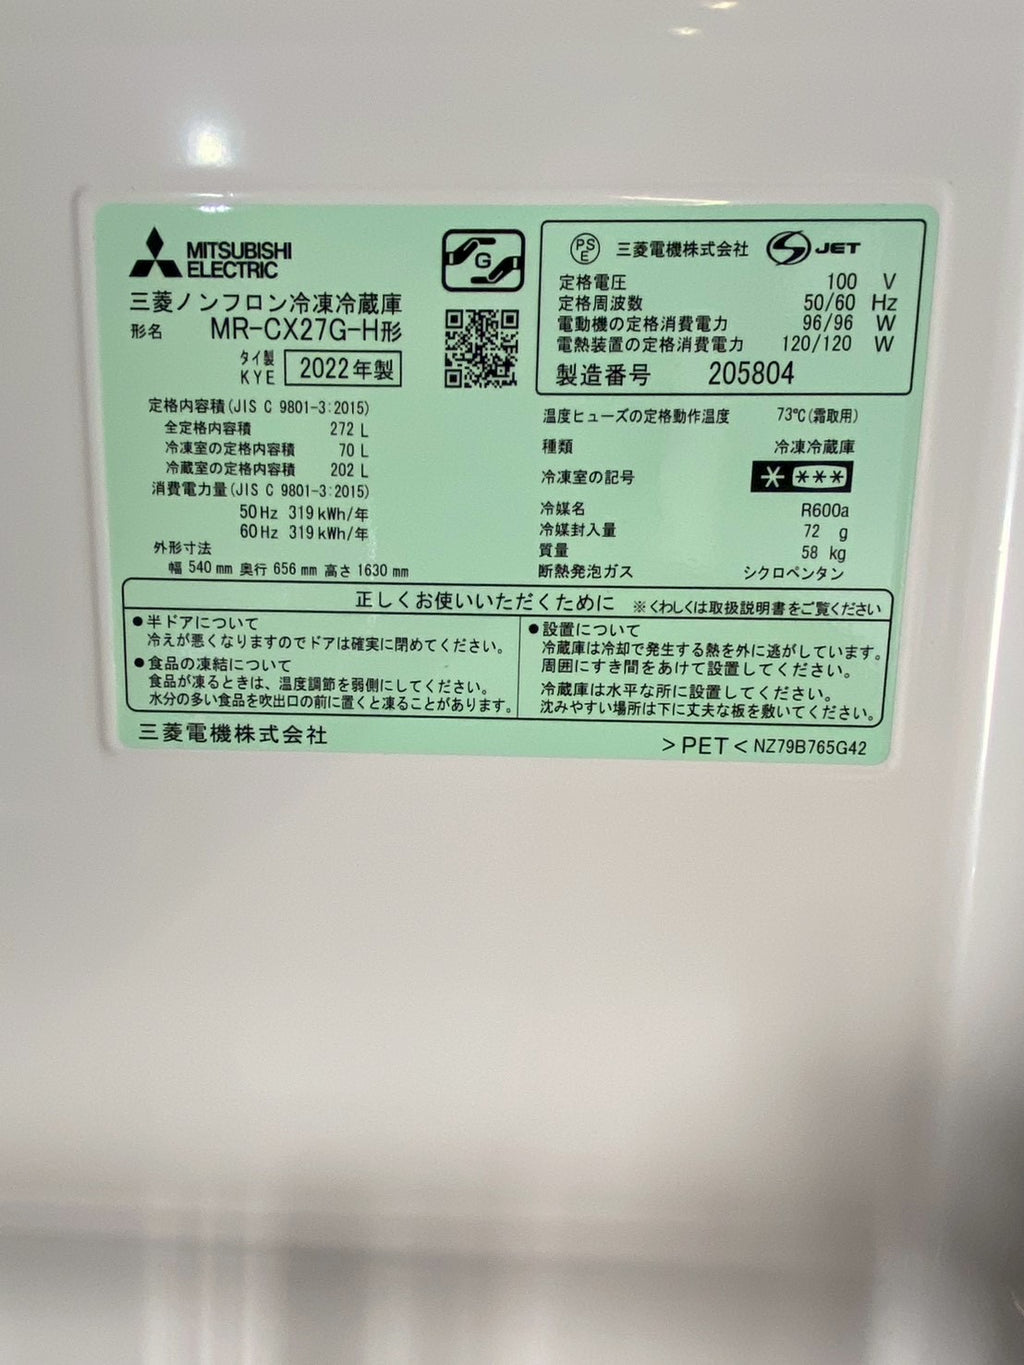 MITSUBISHI
ELECTRIC
三菱ノンフロン冷凍冷蔵庫
形名 MR-CX27G-H形
タイ製
KYE 2022年製
G
PS
E
三菱電機株式会社 S JET
定格電圧 100 V
定格周波数 50/60 Hz
電動機の定格消費電力 96/96 W
電熱装置の定格消費電力 120/120 W
製造番号 205804
定格内容積(JIS C 9801-3:2015)
全定格内容積 272 L
冷凍室の定格内容積 70 L
冷蔵室の定格内容積 202 L
消費電力量(JIS C 9801-3:2015)
50Hz 319kWh/年
60Hz 319kWh/年
外形寸法
幅 540mm 奥行 656mm 高さ 1630mm
温度ヒューズの定格動作温度 73℃(霜取用)
種類 冷凍冷蔵庫
冷凍室の記号 * ***
冷媒名 R600a
冷媒封入量 72 g
質量 58 kg
断熱発泡ガス シクロペンタン
正しくお使いいただくために ※くわしくは取扱説明書をご覧ください
●半ドアについて
冷えが悪くなりますのでドアは確実に閉めてください。
●食品の凍結について
食品が凍るときは、温度調節を弱側にしてください。
水分の多い食品を吹出口の前に置くと凍ることがあります。
●設置について
冷蔵庫は冷却で発生する熱を外に逃がしています。
周囲にすき間をあけて設置してください。
冷蔵庫は水平な所に設置してください。
沈みやすい場所は下に丈夫な板を敷いてください。
三菱電機株式会社
>PET< NZ79B765G42